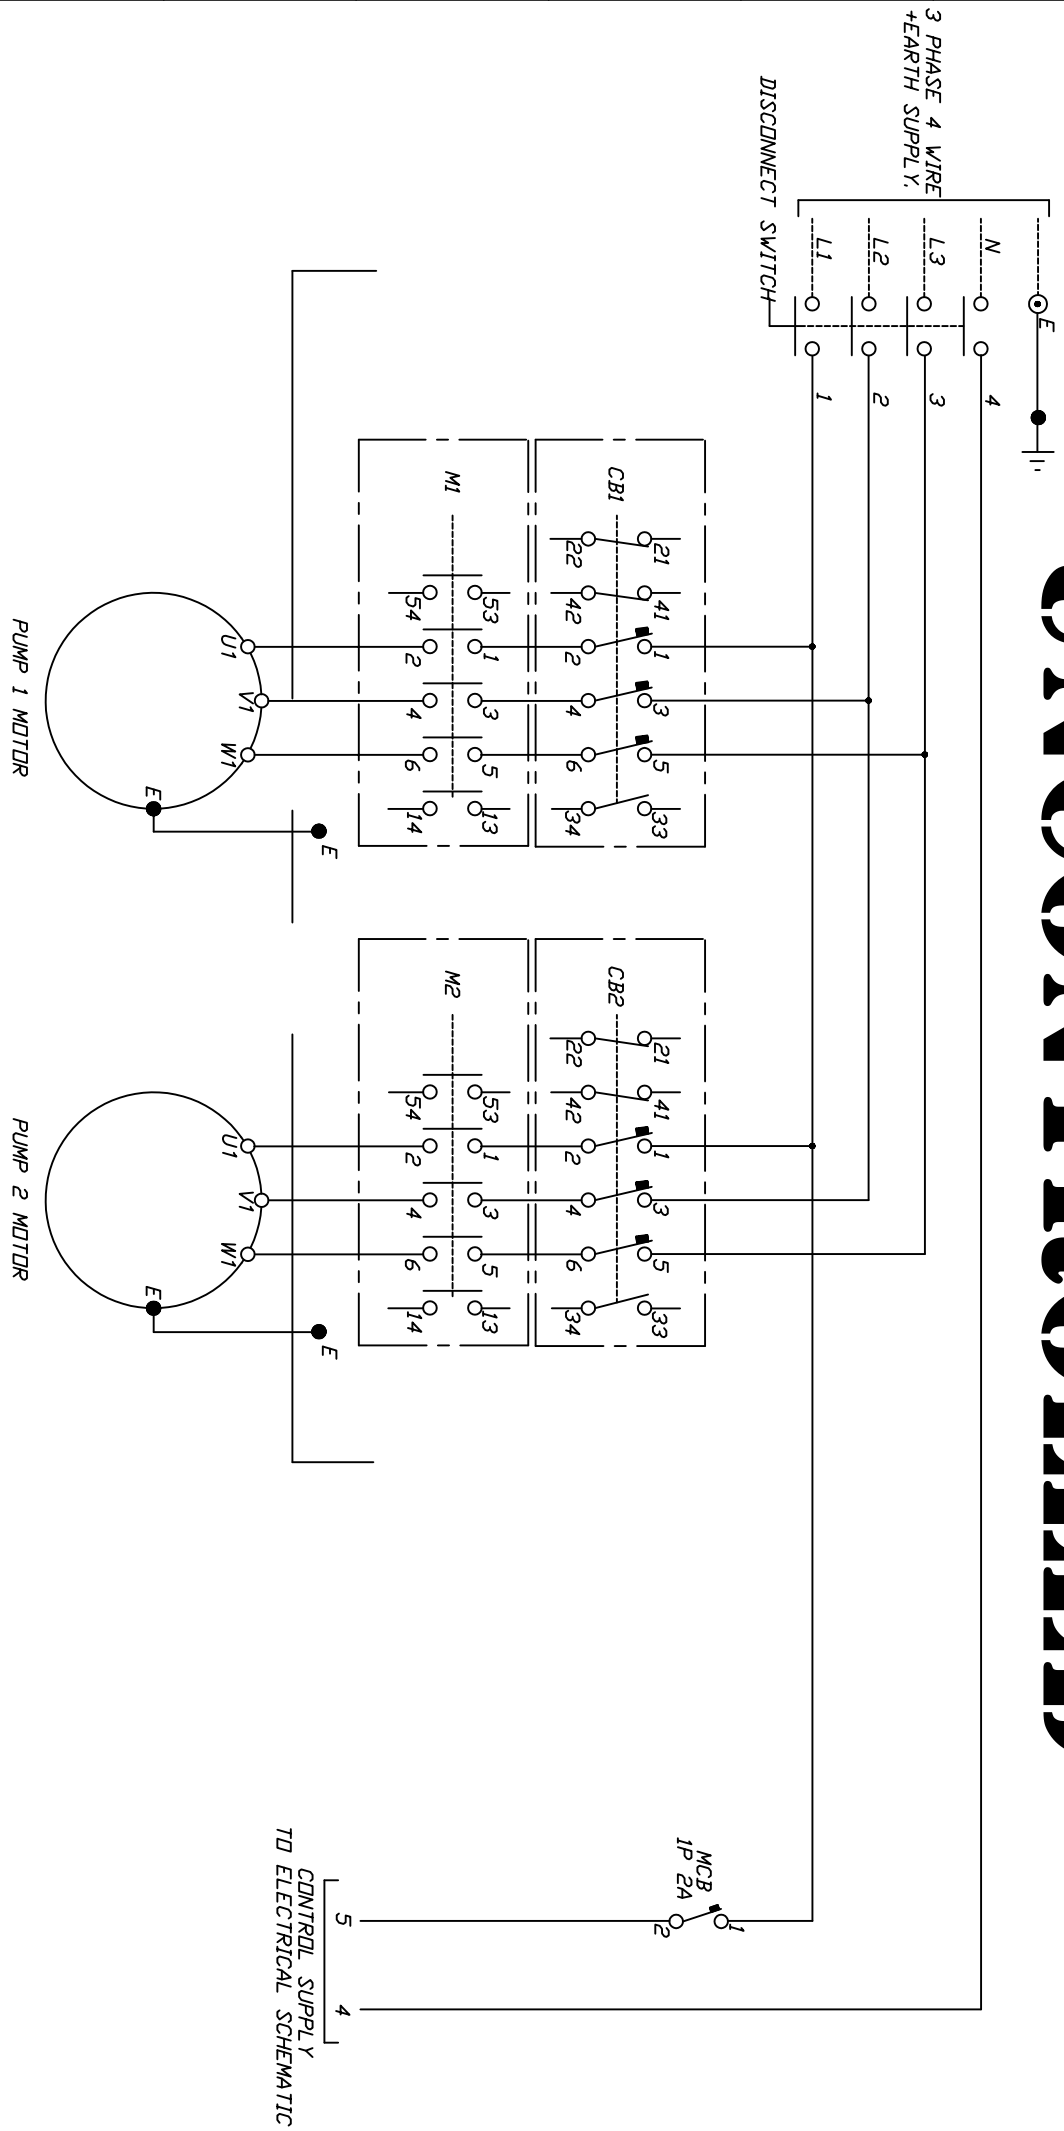 3 PHASE 4 WIRE
+EARTH SUPPLY.
E
N
4
L3
3
L2
2
L1
1
DISCONNECT SWITCH
CB1
21
41
1
3
5
33
22
42
2
4
6
34
M1
53
1
3
5
13
54
2
4
6
14
E
U1
V1
W1
E
PUMP 1 MOTOR
CB2
21
41
1
3
5
33
22
42
2
4
6
34
M2
53
1
3
5
13
54
2
4
6
14
E
U1
V1
W1
E
PUMP 2 MOTOR
MCB
1P 2A
1
2
5
4
CONTROL SUPPLY
TO ELECTRICAL SCHEMATIC